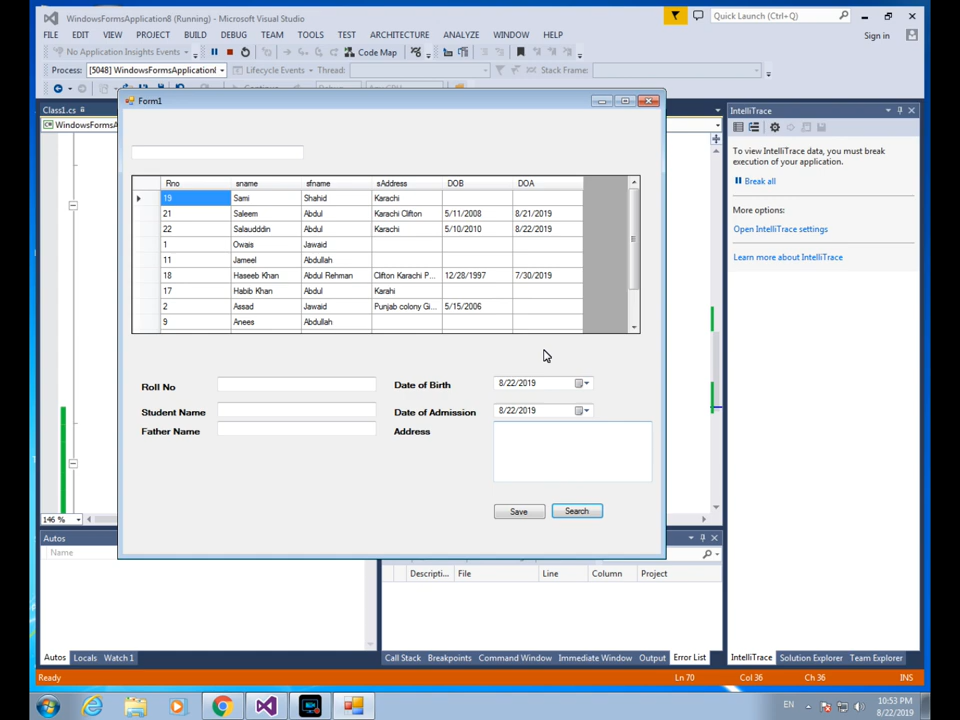 WindowsFormsApplication8 (Running) - Microsoft Visual Studio
Quick Launch (Ctrl+Q)
FILE EDIT VIEW PROJECT BUILD DEBUG TEAM TOOLS TEST ARCHITECTURE ANALYZE WINDOW HELP
Sign in
No Application Insights Events
Code Map
Process: [5048] WindowsFormsApplication
Lifecycle Events Thread: Stack Frame:
Class1.cs
Form1
IntelliTrace
WindowsFormsA
To view IntelliTrace data, you must break
execution of your application.
Break all
More options:
Open IntelliTrace settings
Learn more about IntelliTrace
Rno sname sfname sAddress DOB DOA
19 Sami Shahid Karachi
21 Saleem Abdul Karachi Clfton 5/11/2008 8/21/2019
22 Salaudddin Abdul Karachi 5/10/2010 8/22/2019
1 Owais Jawaid
11 Jameel Abdullah
18 Haseeb Khan Abdul Rehman Clifton Karachi P... 12/28/1997 7/30/2019
17 Habib Khan Abdul Karahi
2 Assad Jawaid Punjab colony Gi... 5/15/2006
9 Anees Abdullah
Roll No
Date of Birth 8/22/2019
Student Name
Date of Admission 8/22/2019
Father Name
Address
Save Search
146 %
Autos
Name
Descripti... File Line Column Project
Autos Locals Watch 1
Call Stack Breakpoints Command Window Immediate Window Output Error List
IntelliTrace Solution Explorer Team Explorer
Ready
Ln 70 Col 36 Ch 36 INS
EN
10:53 PM
8/22/2019